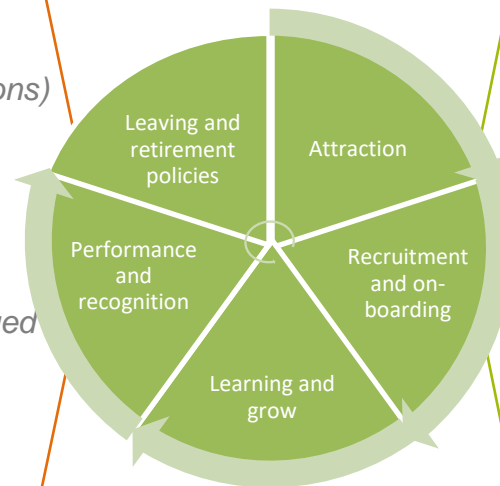 ons)
Leaving and
retirement
policies
Attraction
Performance
and
recognition
Recruitment
and on-
boarding
ed
Learning and
grow